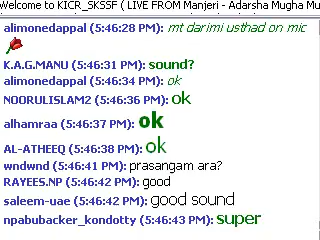 Welcome to KICR_SKSSF ( LIVE FROM Manjeri - Adarsha Mugha Mu
alimonedappal (5:46:28 PM): mt darimi usthad on mic
K.A.G.MANU (5:46:31 PM): sound?
alimonedappal (5:46:34 PM): ok
NOORULISLAM2 (5:46:36 PM): ok
alhamraa (5:46:37 PM): ok
AL-ATHEEQ (5:46:38 PM): ok
wndwnd (5:46:41 PM): prasangam ara?
RAYEES.NP (5:46:42 PM): good
saleem-uae (5:46:42 PM): good sound
npabubacker_kondotty (5:46:43 PM): super